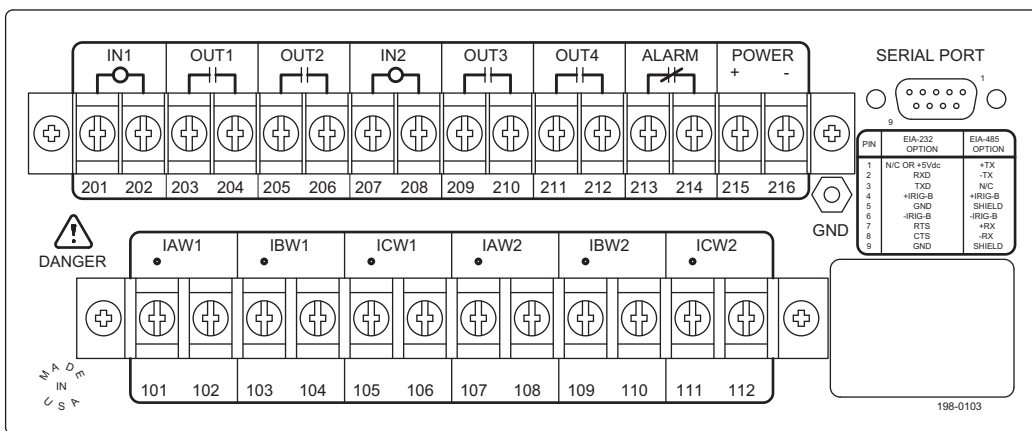 IN1 OUT1 OUT2 IN2 OUT3 OUT4 ALARM POWER
+ -
201 202 203 204 205 206 207 208 209 210 211 212 213 214 215 216
SERIAL PORT
1
9
PIN EIA-232 OPTION EIA-485 OPTION
1 N/C OR +5Vdc +TX
2 RXD -TX
3 TXD N/C
4 +IRIG-B +IRIG-B
5 GND SHIELD
6 -IRIG-B -IRIG-B
7 RTS +RX
8 CTS -RX
9 GND SHIELD
GND
DANGER
IAW1 IBW1 ICW1 IAW2 IBW2 ICW2
101 102 103 104 105 106 107 108 109 110 111 112
MADE
IN
USA
198-0103